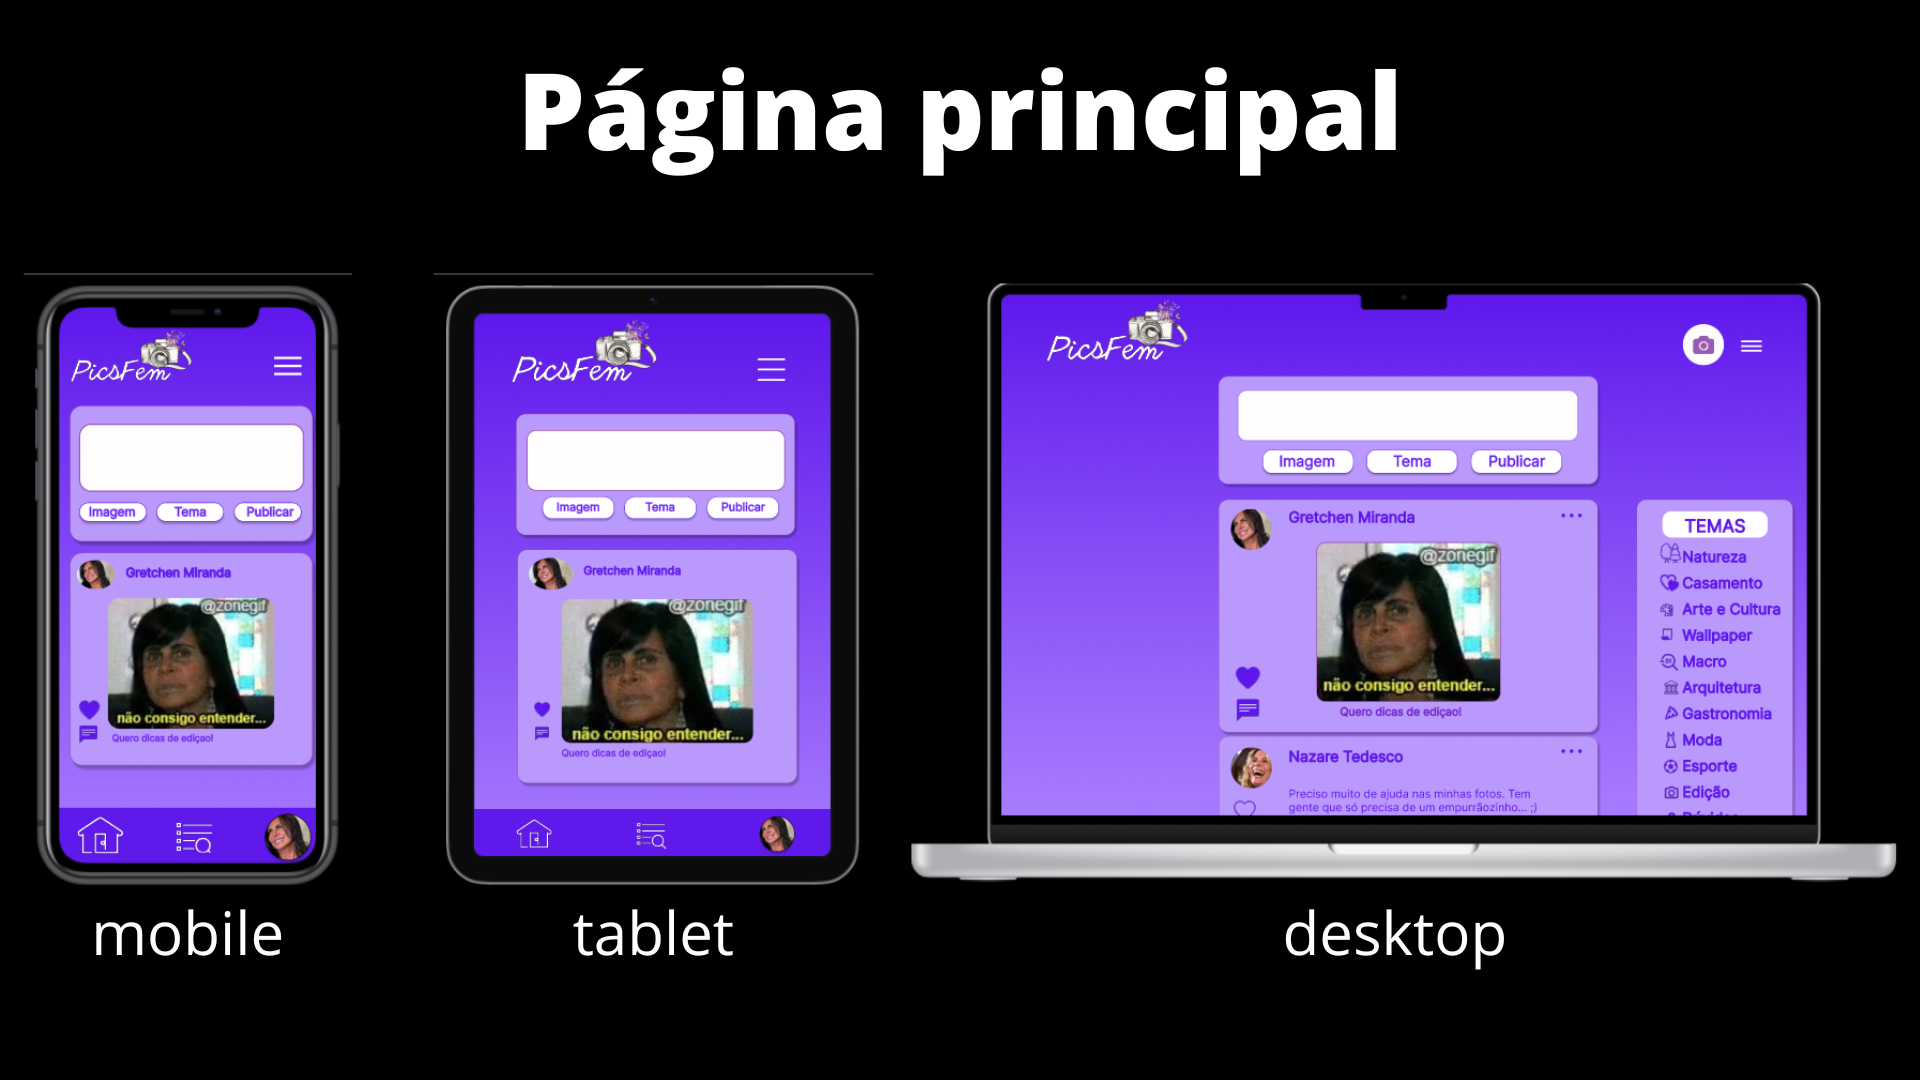 Página principal
PicsFem
Imagem Tema Publicar
Gretchen Miranda
@zonegif
não consigo entender...
Quero dicas de ediçao!
mobile
PicsFem
Imagem Tema Publicar
Gretchen Miranda
@zonegif
não consigo entender...
Quero dicas de ediçao!
tablet
PicsFem
Imagem Tema Publicar
Gretchen Miranda
@zonegif
não consigo entender...
Quero dicas de ediçao!
Nazare Tedesco
Preciso muito de ajuda nas minhas fotos. Tem
gente que só precisa de um empurrãozinho... ;)
TEMAS
Natureza
Casamento
Arte e Cultura
Wallpaper
Macro
Arquitetura
Gastronomia
Moda
Esporte
Edição
desktop